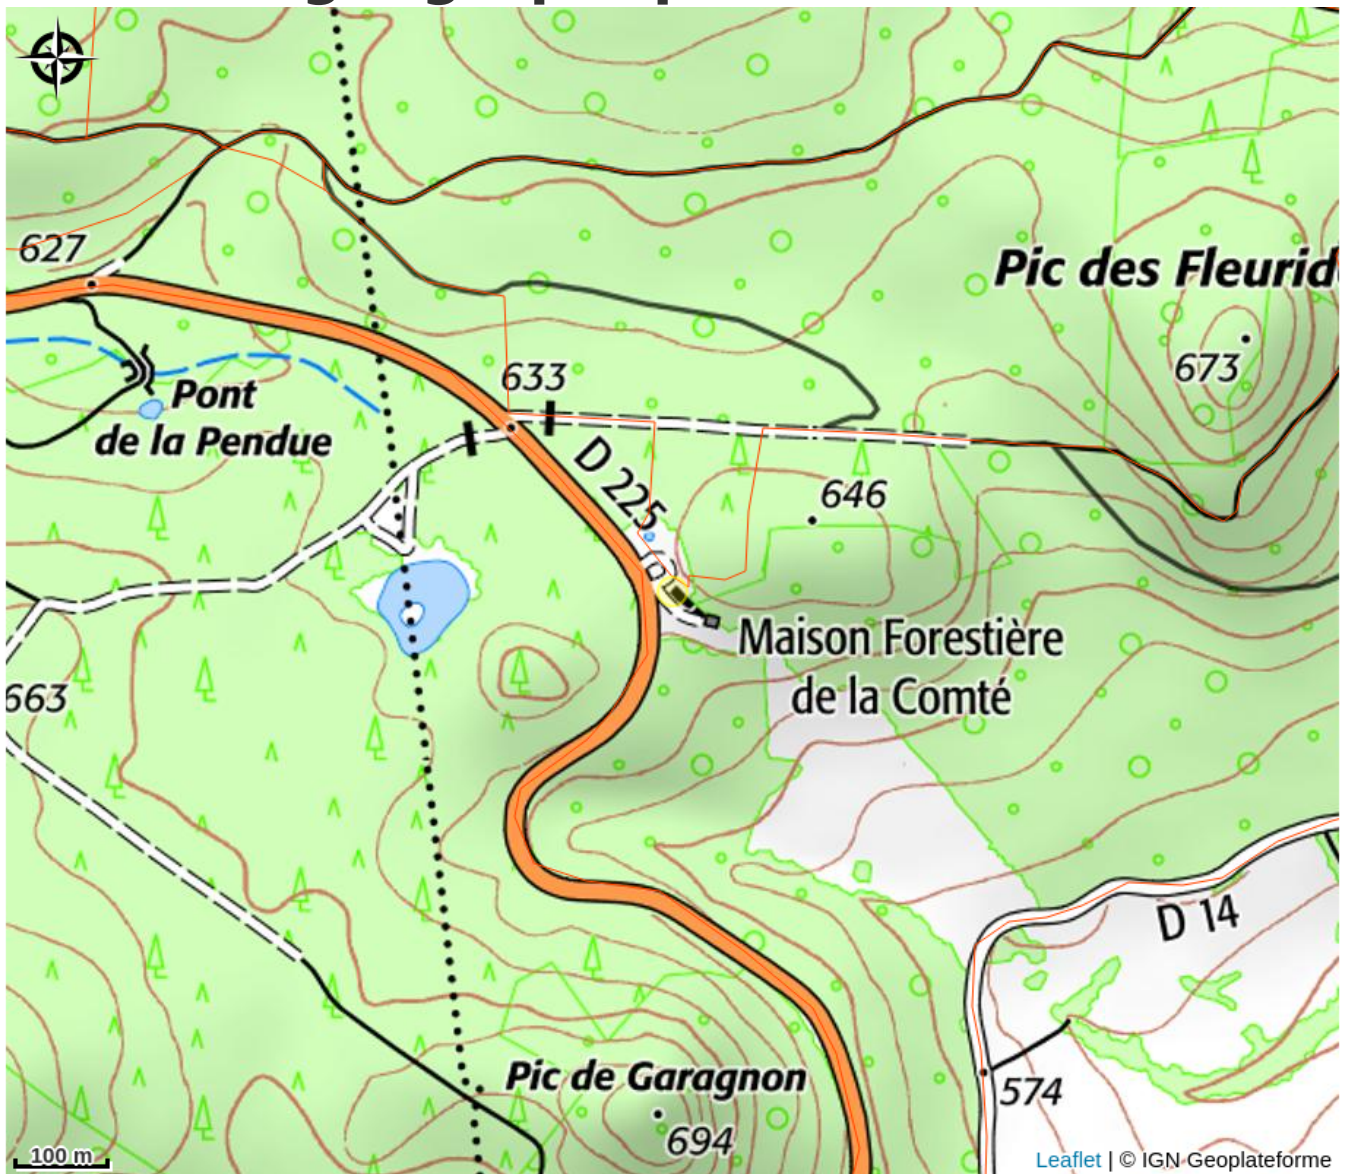 627
Pic des Fleurid
673
Pont
de la Pendue
633
D 225
646
Maison Forestière
de la Comté
663
D 14
Pic de Garagnon
694
574
100 m
Leaflet | © IGN Geoplateforme